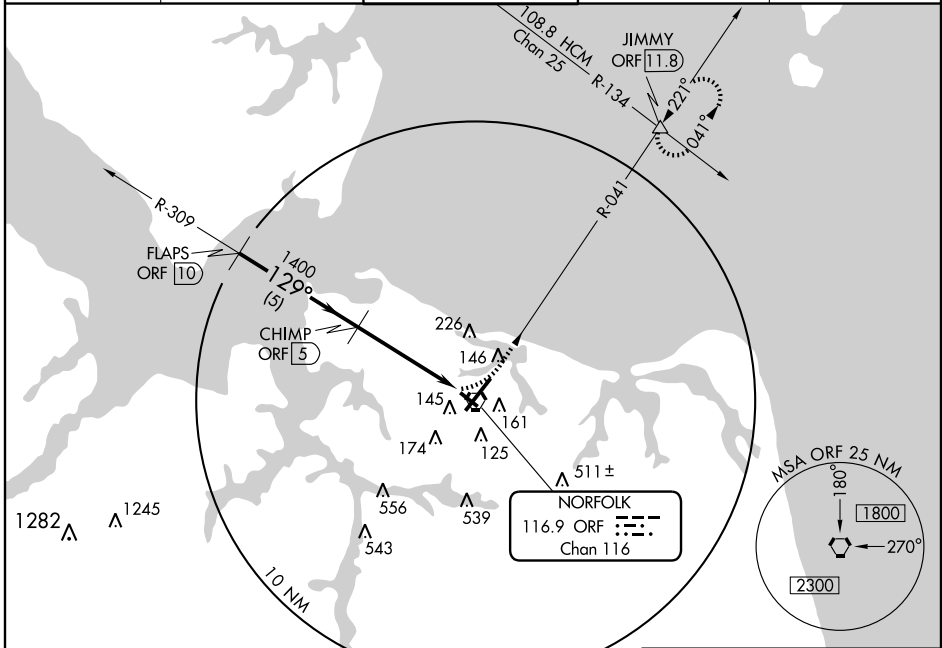 108.8 HCM
Chan 25
R-134
JIMMY
ORF 11.8
221°
041°
R-041
R-309
FLAPS
ORF 10
1400
129°
(5)
CHIMP
ORF 5
226
146
145
161
174
125
511±
556
539
543
1282
1245
NORFOLK
116.9 ORF
Chan 116
10 NM
MSA ORF 25 NM
180°
1800
270°
2300